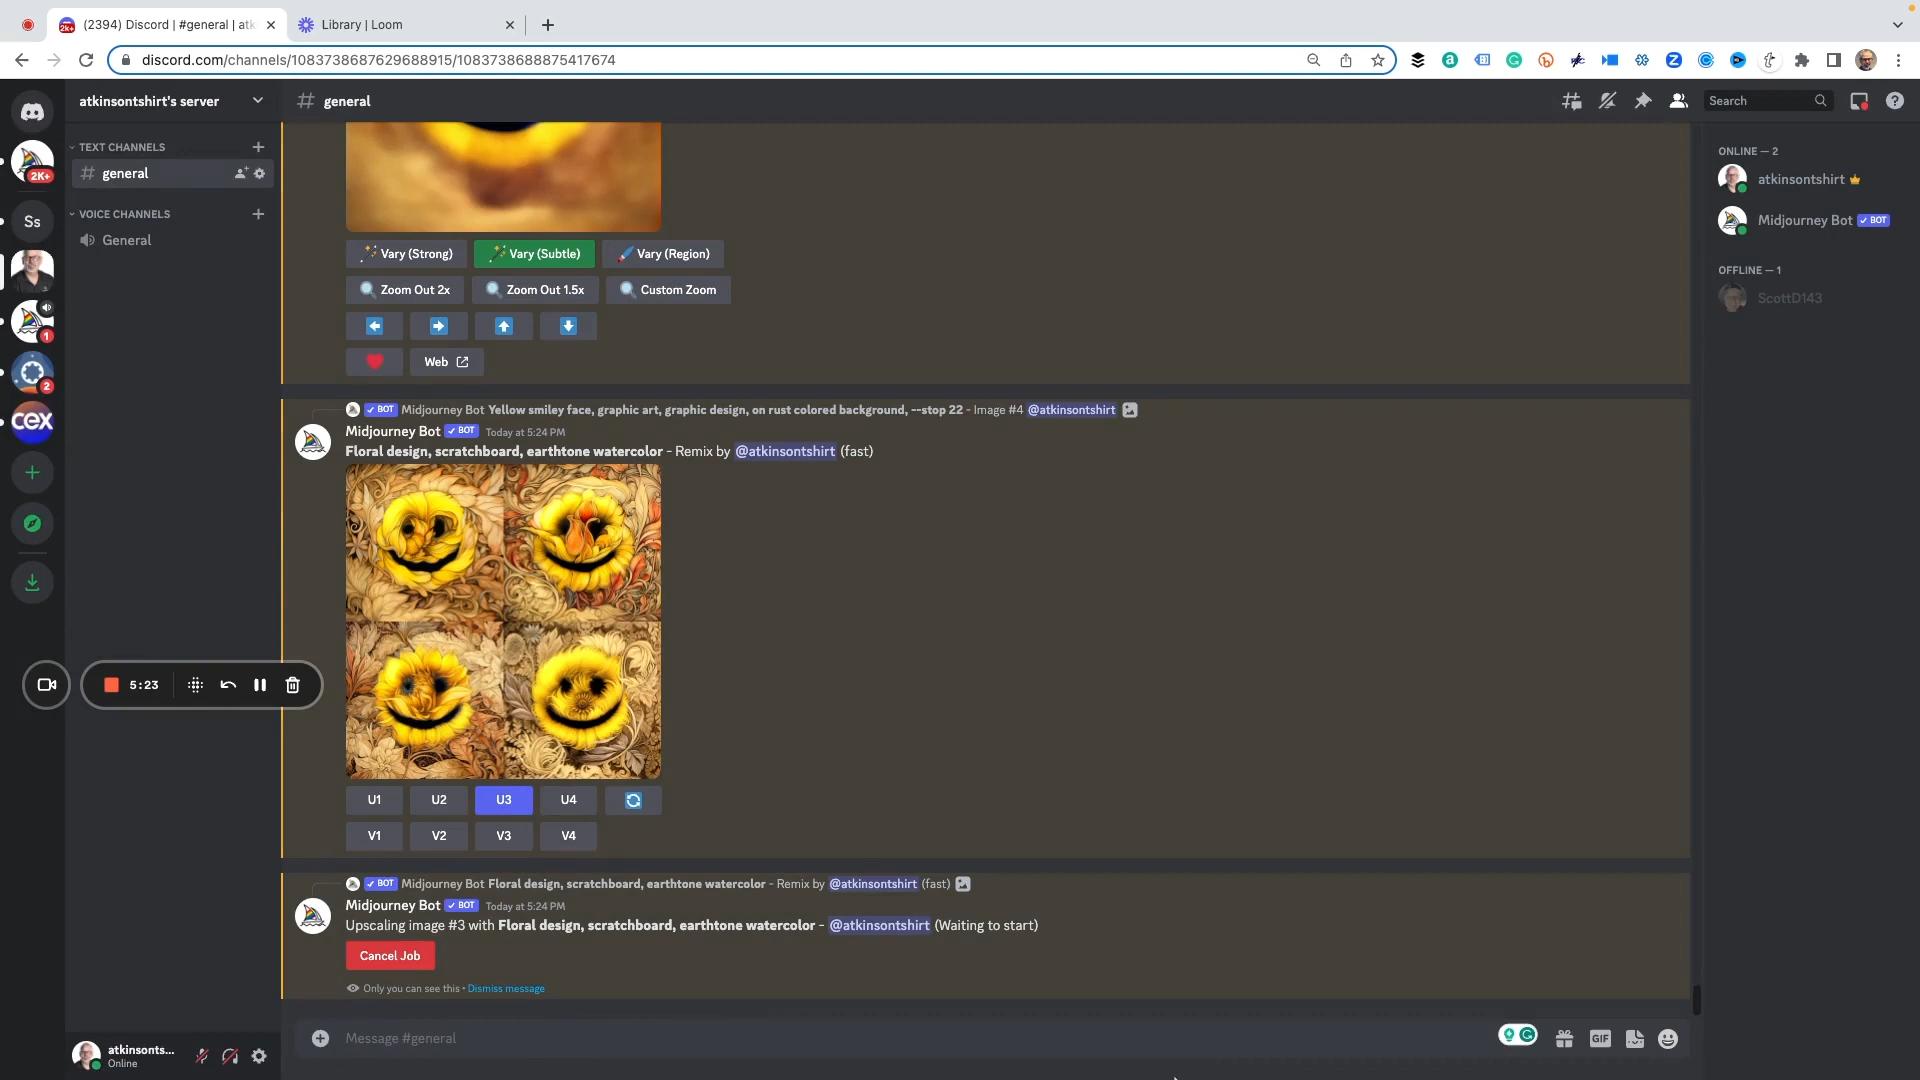 (2394) Discord | #general | atk
Library | Loom
discord.com/channels/1083738687629688915/1083738688875417674
atkinsontshirt's server
general
Search
TEXT CHANNELS
general
VOICE CHANNELS
General
2K+
Ss
1
2
cex
Vary (Strong)
Vary (Subtle)
Vary (Region)
Zoom Out 2x
Zoom Out 1.5x
Custom Zoom
Web
BOT Midjourney Bot Yellow smiley face, graphic art, graphic design, on rust colored background, --stop 22 - Image #4 @atkinsontshirt
Midjourney Bot BOT Today at 5:24 PM
Floral design, scratchboard, earthtone watercolor - Remix by @atkinsontshirt (fast)
5:23
U1 U2 U3 U4
V1 V2 V3 V4
BOT Midjourney Bot Floral design, scratchboard, earthtone watercolor - Remix by @atkinsontshirt (fast)
Midjourney Bot BOT Today at 5:24 PM
Upscaling image #3 with Floral design, scratchboard, earthtone watercolor - @atkinsontshirt (Waiting to start)
Cancel Job
Only you can see this • Dismiss message
Message #general
GIF
atkinsonts...
Online
ONLINE — 2
atkinsontshirt
Midjourney Bot BOT
OFFLINE — 1
ScottD143